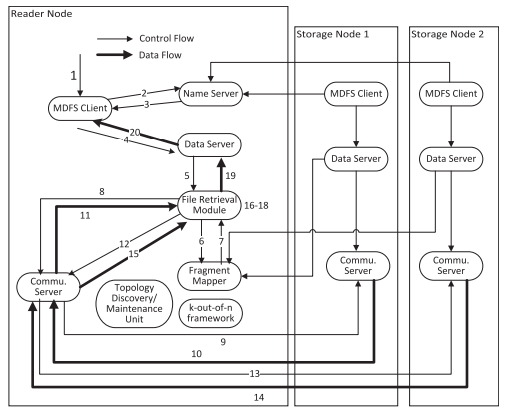 Reader Node
Storage Node 1
Storage Node 2
Control Flow
Data Flow
1
2
3
MDFS CLient
Name Server
MDFS Client
MDFS Client
20
4
Data Server
Data Server
Data Server
5
19
8
File Retrieval
Module
16-18
11
12
15
6
7
Fragment
Mapper
Commu.
Server
Commu.
Server
Commu.
Server
Topology
Discovery/
Maintenance
Unit
k-out-of-n
framework
9
10
13
14